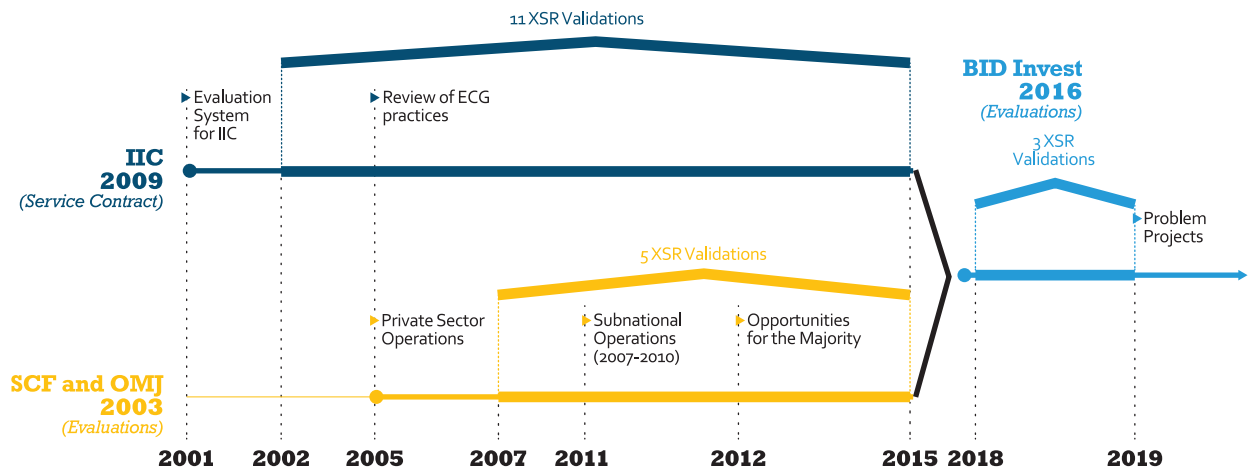 11 XSR Validations
Evaluation
System
for IIC
Review of ECG
practices
IIC
2009
(Service Contract)
BID Invest
2016
(Evaluations)
3 XSR
Validations
Problem
Projects
5 XSR Validations
Private Sector
Operations
Subnational
Operations
(2007-2010)
Opportunities
for the Majority
SCF and OMJ
2003
(Evaluations)
2001 2002 2005 2007 2011 2012 2015 2018 2019